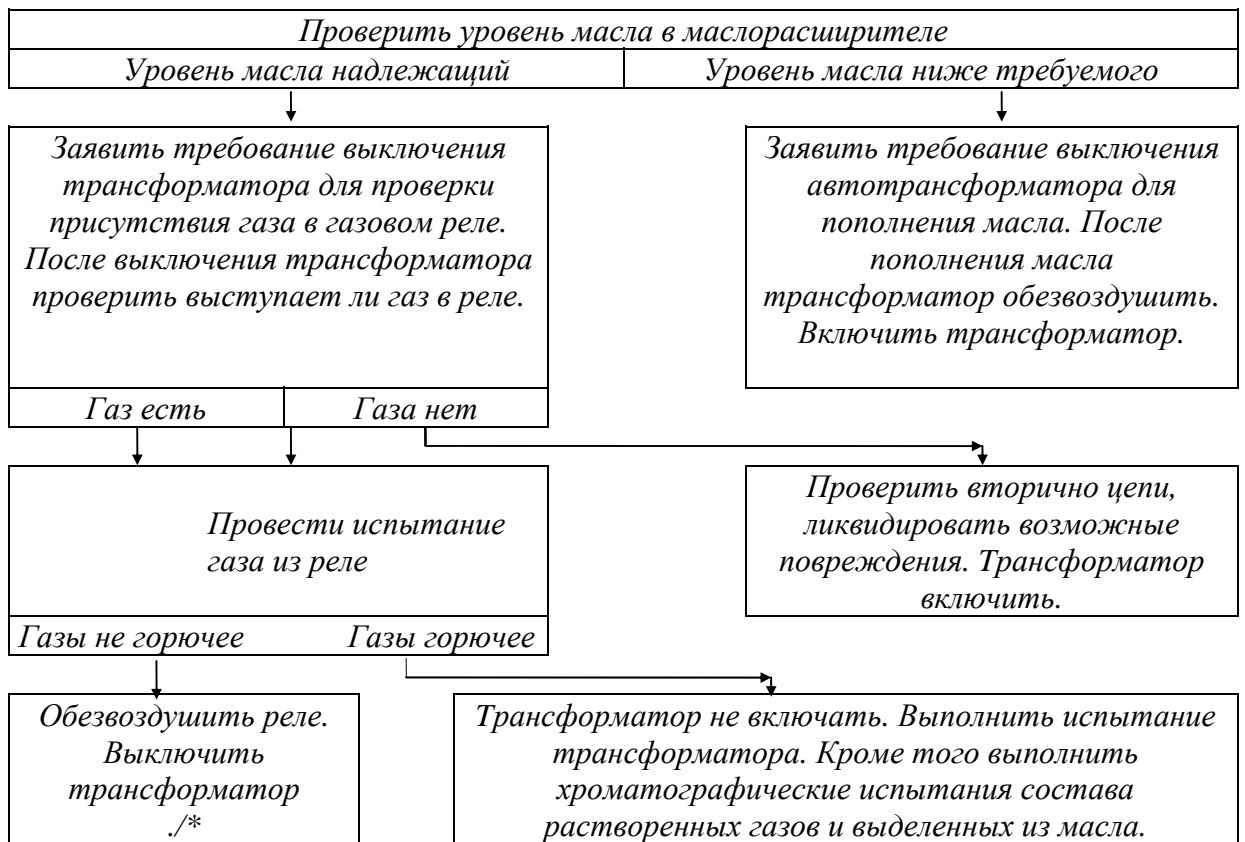 Проверить уровень масла в маслорасширителе
Уровень масла надлежащий
Уровень масла ниже требуемого
Заявить требование выключения
трансформатора для проверки
присутствия газа в газовом реле.
После выключения трансформатора
проверить выступает ли газ в реле.
Заявить требование выключения
автотрансформатора для
пополнения масла. После
пополнения масла
трансформатор обезвоздушить.
Включить трансформатор.
Газ есть
Газа нет
Провести испытание
газа из реле
Проверить вторично цепи,
ликвидировать возможные
повреждения. Трансформатор
включить.
Газы не горючее
Газы горючее
Обезвоздушить реле.
Выключить
трансформатор
./*
Трансформатор не включать. Выполнить испытание
трансформатора. Кроме того выполнить
хроматографические испытания состава
растворенных газов и выделенных из масла.